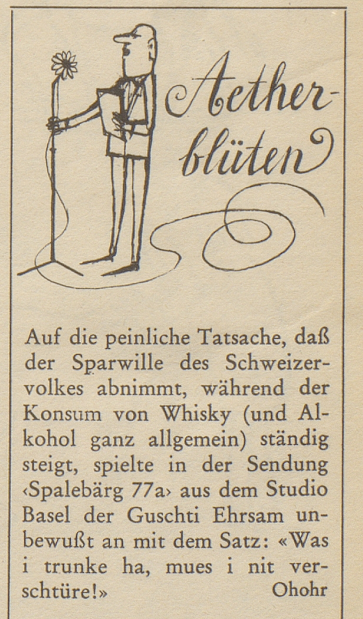 Aether-
blüten
Auf die peinliche Tatsache, daß
der Sparwille des Schweizer-
volkes abnimmt, während der
Konsum von Whisky (und Al-
kohol ganz allgemein) ständig
steigt, spielte in der Sendung
‹Spalebärg 77a› aus dem Studio
Basel der Guschti Ehrsam un-
bewußt an mit dem Satz: «Was
i trunke ha, mues i nit ver-
schtüre!» Ohohr